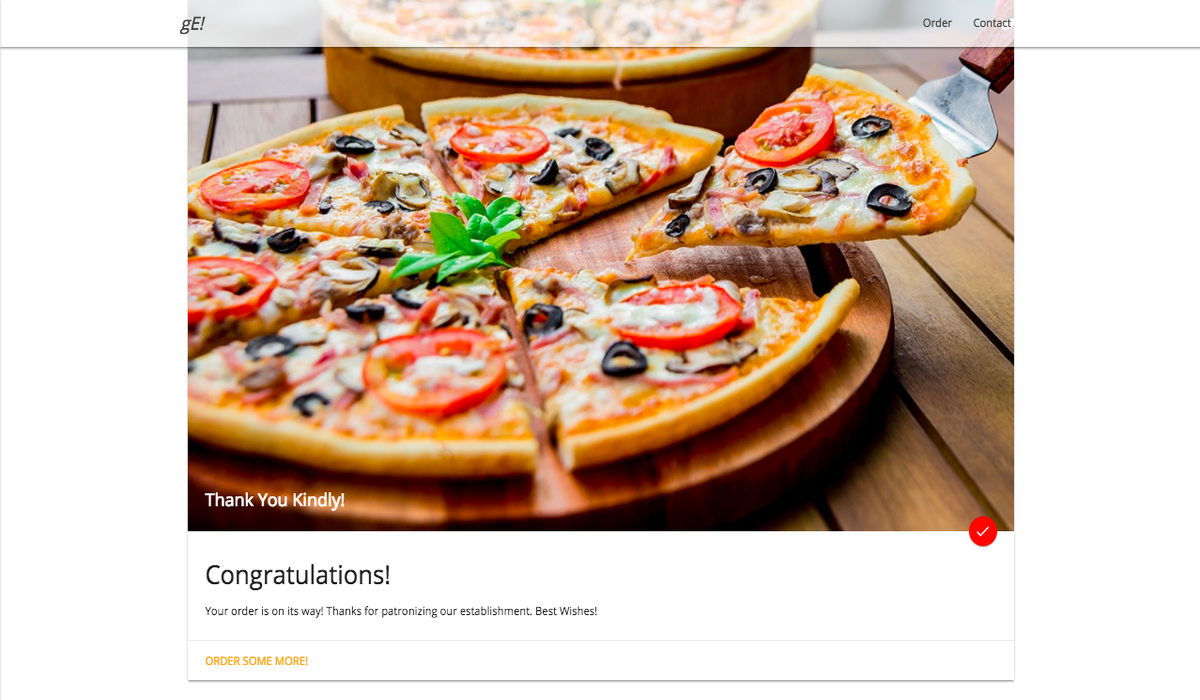 gE!
Order
Contact
Thank You Kindly!
Congratulations!
Your order is on its way! Thanks for patronizing our establishment. Best Wishes!
ORDER SOME MORE!